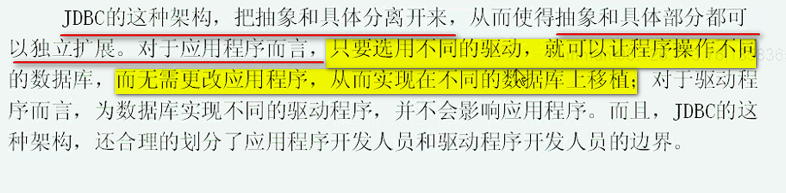 JDBC的这种架构，把抽象和具体分离开来，从而使得抽象和具体部分都可
以独立扩展。对于应用程序而言，只要选用不同的驱动，就可以让程序操作不同
的数据库，而无需更改应用程序，从而实现在不同的数据库上移植；对于驱动程
序而言，为数据库实现不同的驱动程序，并不会影响应用程序。而且，JDBC的这
种架构，还合理的划分了应用程序开发人员和驱动程序开发人员的边界。